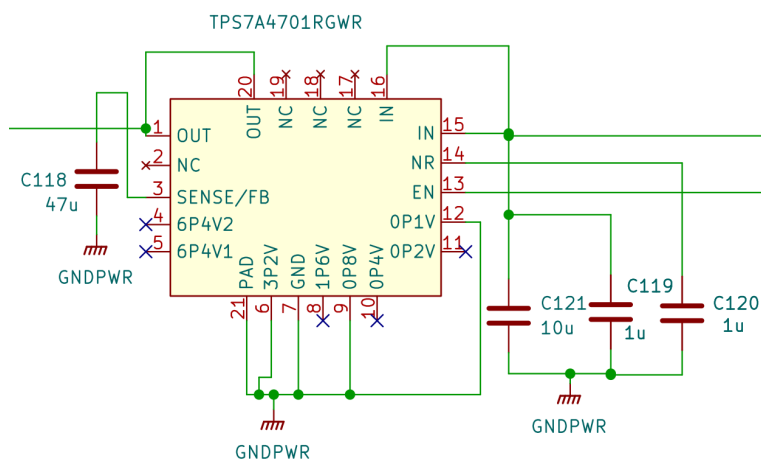 TPS7A4701RGWR
20 19 18 17 16
OUT NC NC NC IN
1 OUT
2 NC
3 SENSE/FB
4 6P4V2
5 6P4V1
IN 15
NR 14
EN 13
0P1V 12
0P2V 11
PAD 3P2V GND 1P6V 0P8V 0P4V
21 6 7 8 9 10
C118
47u
GNDPWR
C121
10u
C119
1u
C120
1u
GNDPWR
GNDPWR